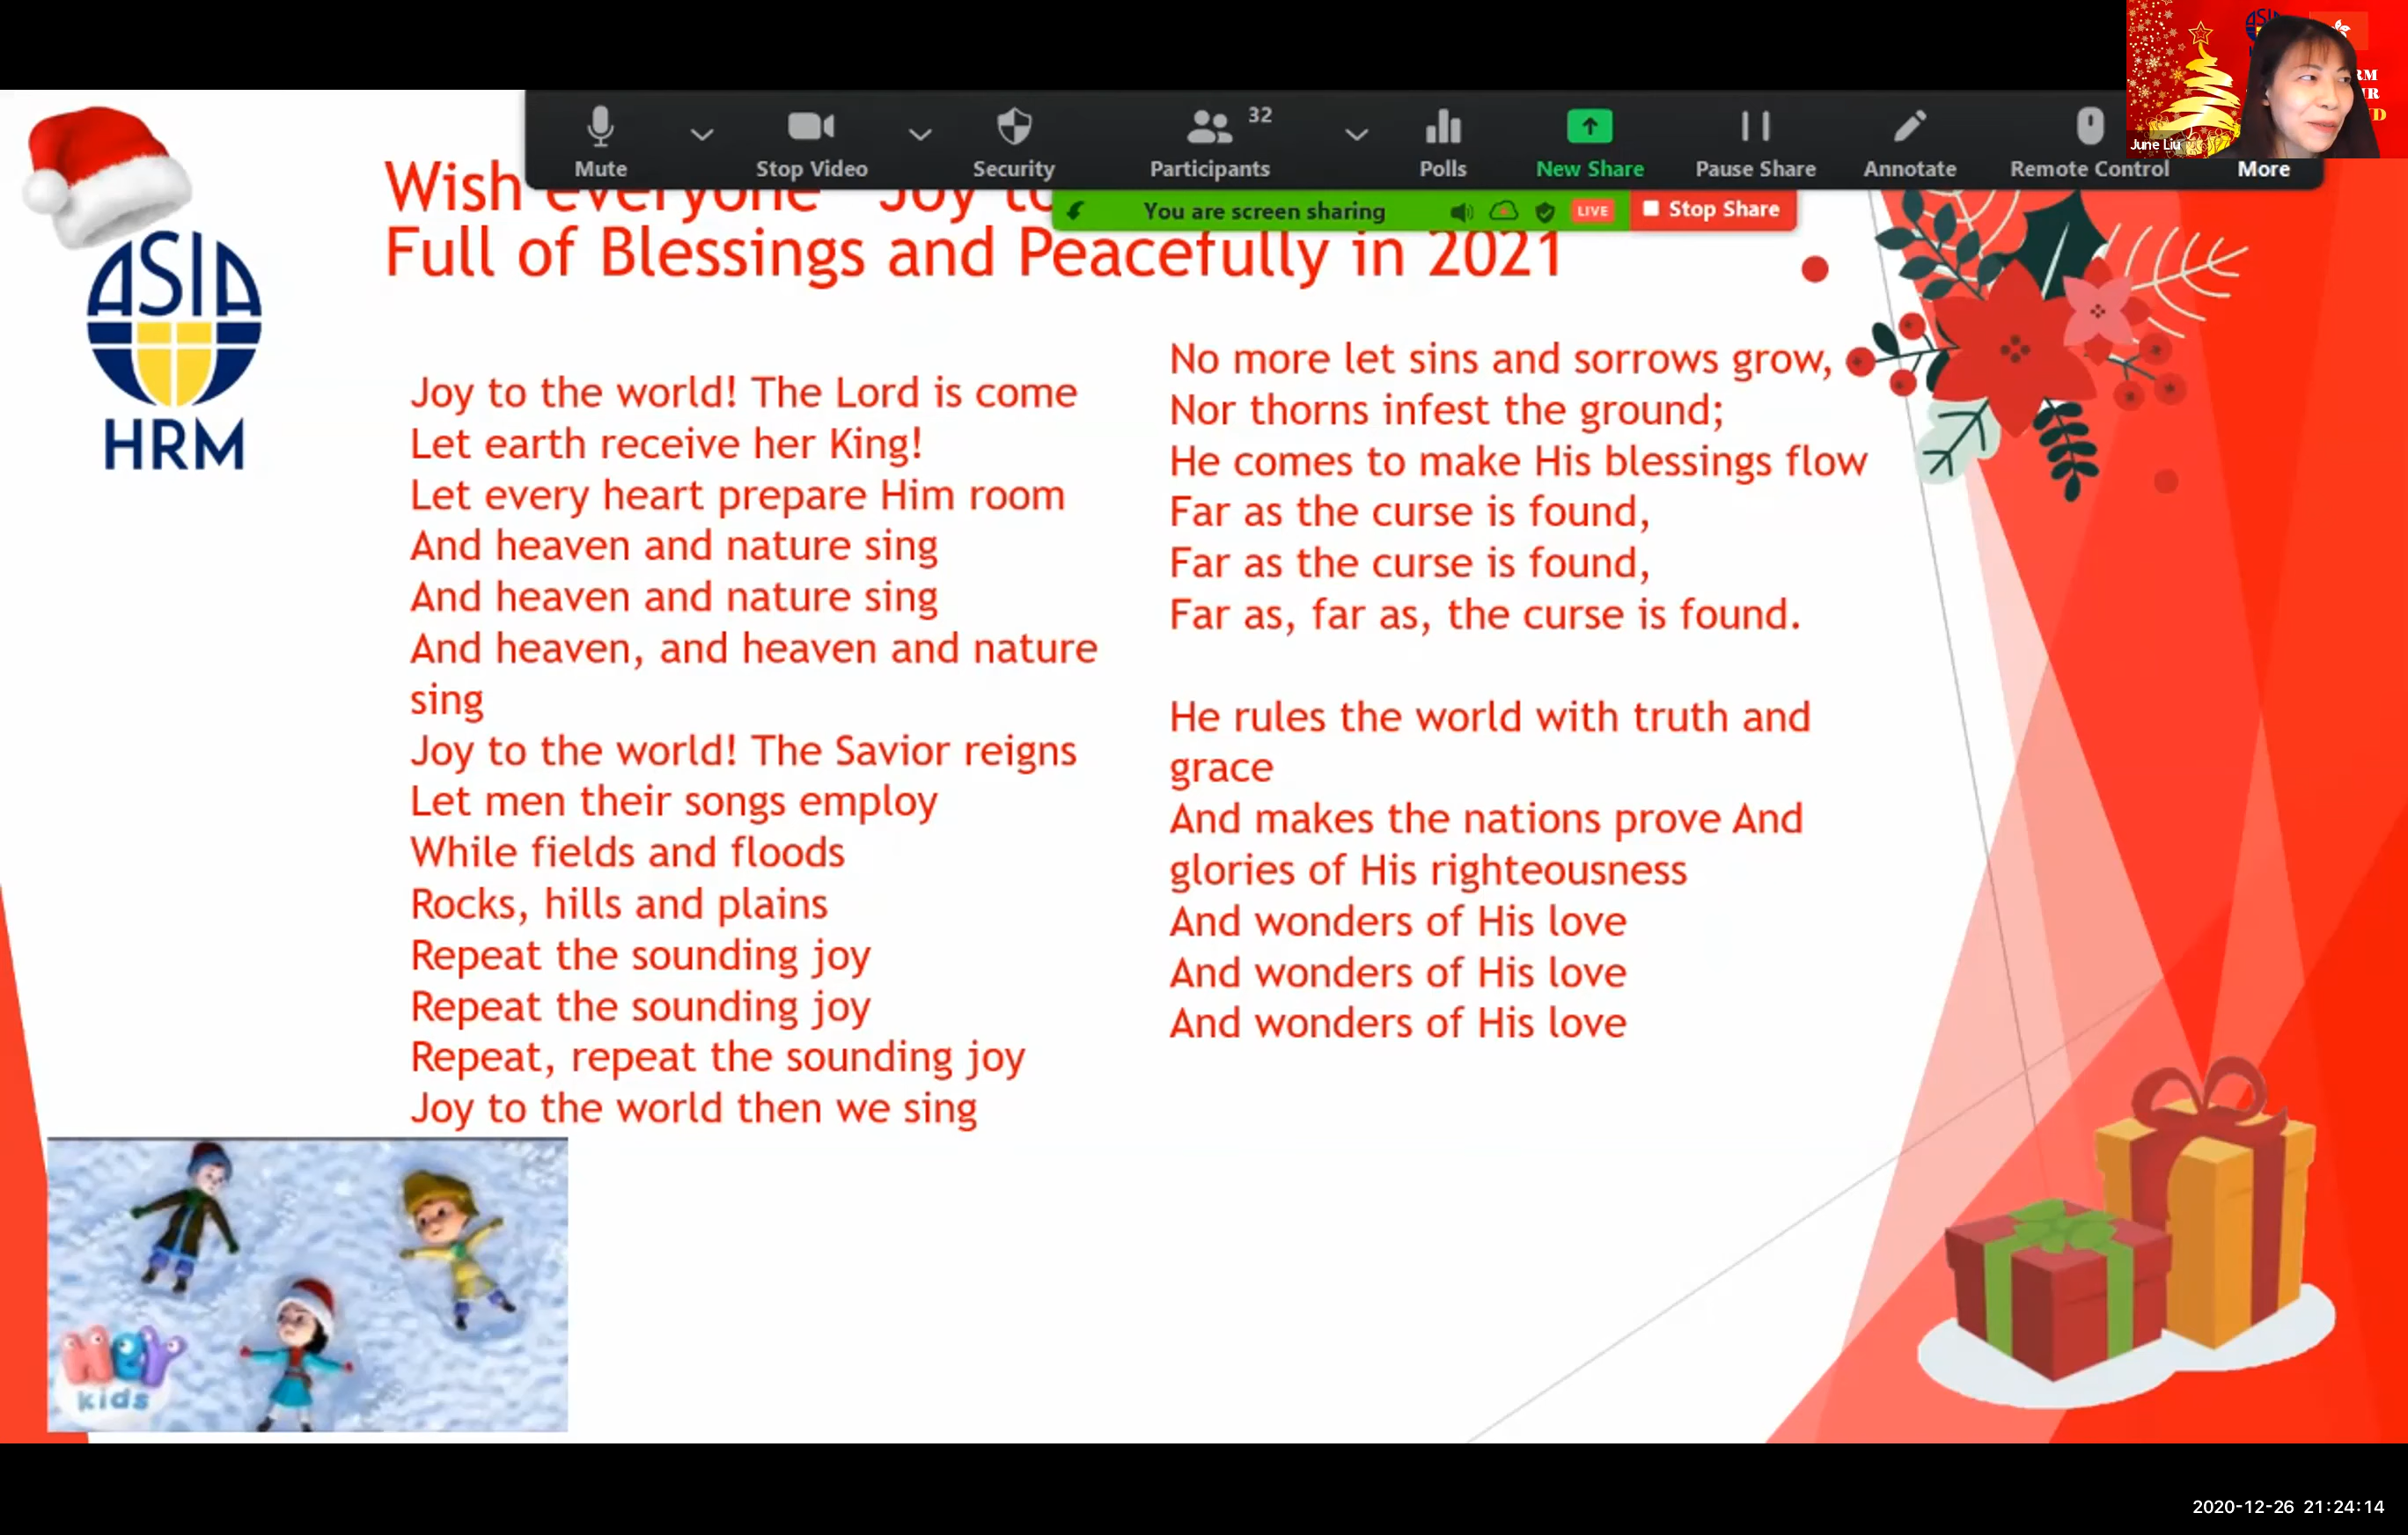 ASIA
HRM
Mute
Stop Video
Security
Participants
32
Polls
New Share
Pause Share
Annotate
Remote Control
More
You are screen sharing
LIVE
Stop Share
June Liu
Wish everyone "Joy to
Full of Blessings and Peacefully in 2021
Joy to the world! The Lord is come
Let earth receive her King!
Let every heart prepare Him room
And heaven and nature sing
And heaven and nature sing
And heaven, and heaven and nature
sing
Joy to the world! The Savior reigns
Let men their songs employ
While fields and floods
Rocks, hills and plains
Repeat the sounding joy
Repeat the sounding joy
Repeat, repeat the sounding joy
Joy to the world then we sing
No more let sins and sorrows grow,
Nor thorns infest the ground;
He comes to make His blessings flow
Far as the curse is found,
Far as the curse is found,
Far as, far as, the curse is found.
He rules the world with truth and
grace
And makes the nations prove And
glories of His righteousness
And wonders of His love
And wonders of His love
And wonders of His love
Hey
kids
2020-12-26 21:24:14